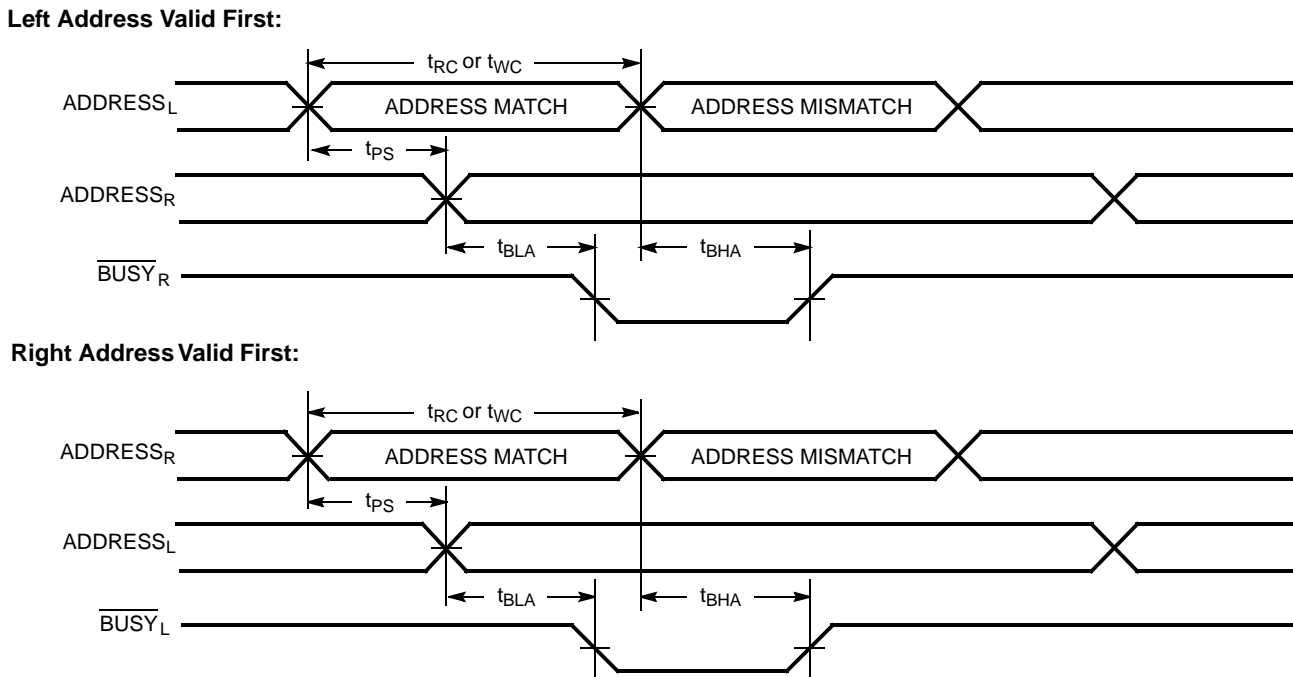 Left Address Valid First:
tRC or tWC
ADDRESSL
ADDRESS MATCH
ADDRESS MISMATCH
tPS
ADDRESSR
tBLA
tBHA
BUSYR
Right Address Valid First:
tRC or tWC
ADDRESSR
ADDRESS MATCH
ADDRESS MISMATCH
tPS
ADDRESSL
tBLA
tBHA
BUSYL